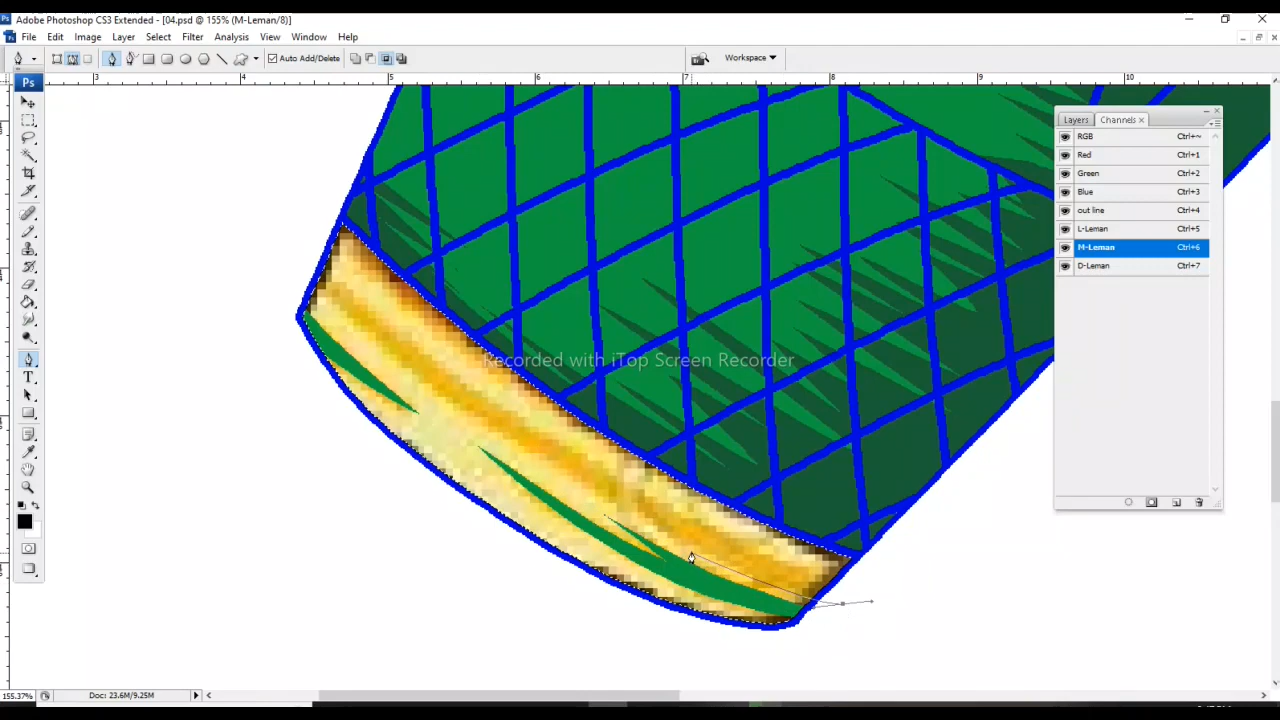 Ps Adobe Photoshop CS3 Extended - [04.psd @ 155% (M-Leman/8)]
File Edit Image Layer Select Filter Analysis View Window Help
Auto Add/Delete Workspace
Ps 3 5 6 7 8 9 10
Layers Channels
RGB Ctrl+~
Red Ctrl+1
Green Ctrl+2
Blue Ctrl+3
out line Ctrl+4
L-Leman Ctrl+5
M-Leman Ctrl+6
D-Leman Ctrl+7
Recorded with iTop Screen Recorder
155.37% Doc: 23.6M/9.25M